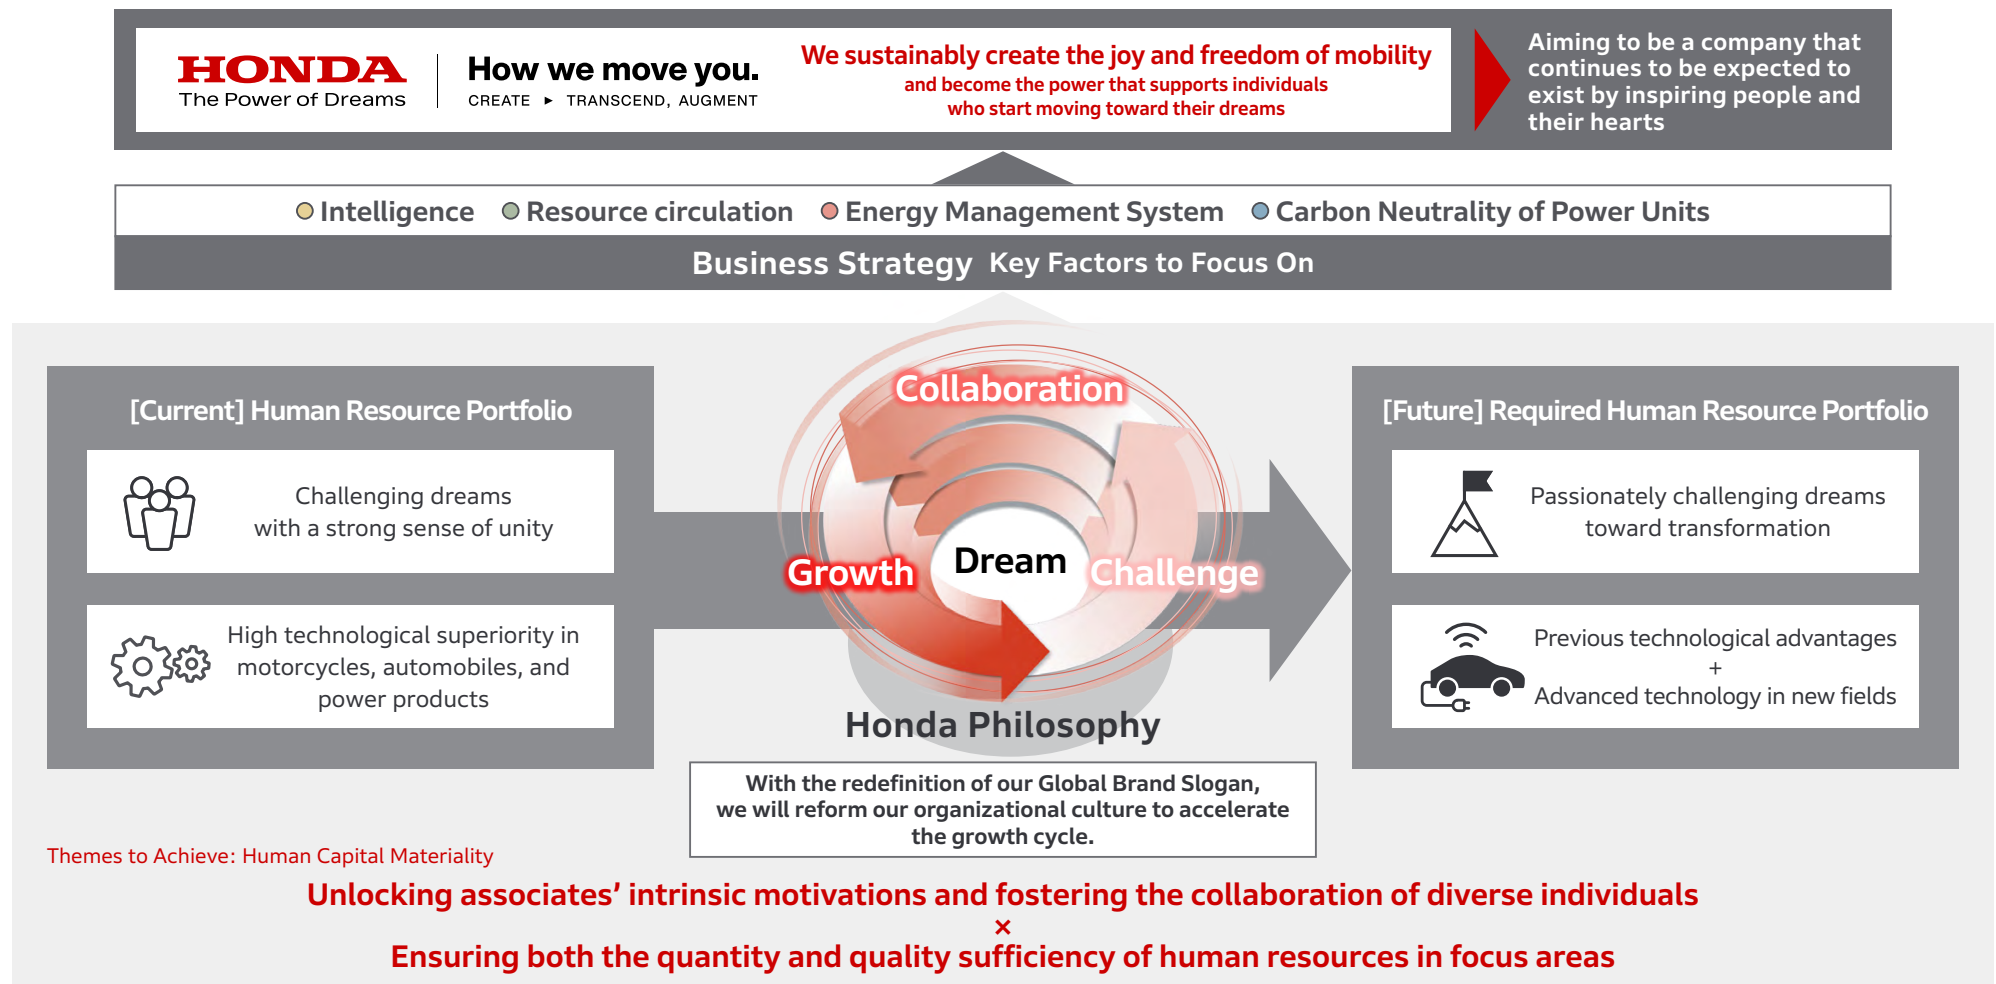 HONDA
The Power of Dreams
How we move you.
CREATE ▶ TRANSCEND, AUGMENT
We sustainably create the joy and freedom of mobility
and become the power that supports individuals
who start moving toward their dreams
Aiming to be a company that
continues to be expected to
exist by inspiring people and
their hearts
Intelligence
Resource circulation
Energy Management System
Carbon Neutrality of Power Units
Business Strategy Key Factors to Focus On
[Current] Human Resource Portfolio
Challenging dreams
with a strong sense of unity
High technological superiority in
motorcycles, automobiles, and
power products
Collaboration
Growth
Dream
Challenge
Honda Philosophy
With the redefinition of our Global Brand Slogan,
we will reform our organizational culture to accelerate
the growth cycle.
[Future] Required Human Resource Portfolio
Passionately challenging dreams
toward transformation
Previous technological advantages
+
Advanced technology in new fields
Themes to Achieve: Human Capital Materiality
Unlocking associates’ intrinsic motivations and fostering the collaboration of diverse individuals
×
Ensuring both the quantity and quality sufficiency of human resources in focus areas